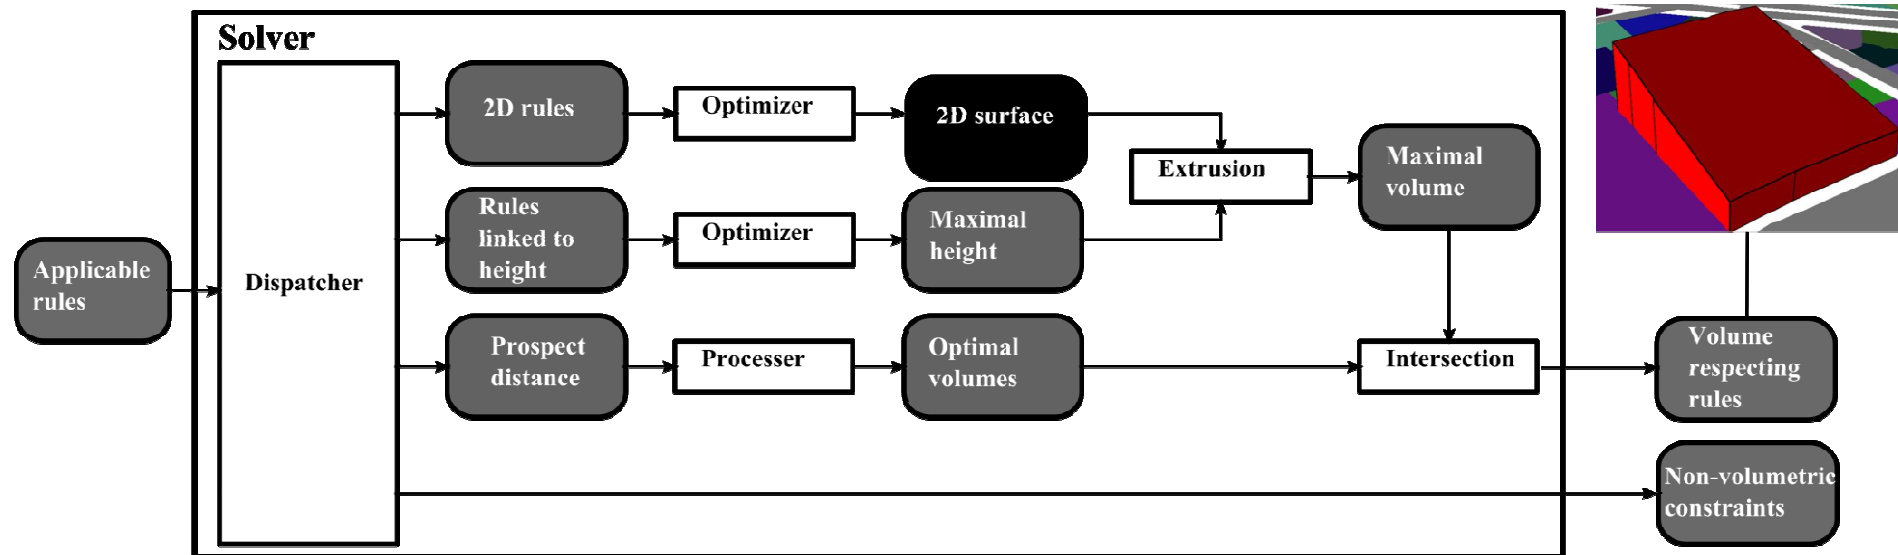 Solver
Applicable
rules
Dispatcher
2D rules
Optimizer
2D surface
Rules
linked to
height
Optimizer
Maximal
height
Extrusion
Maximal
volume
Prospect
distance
Processer
Optimal
volumes
Intersection
Volume
respecting
rules
Non-volumetric
constraints